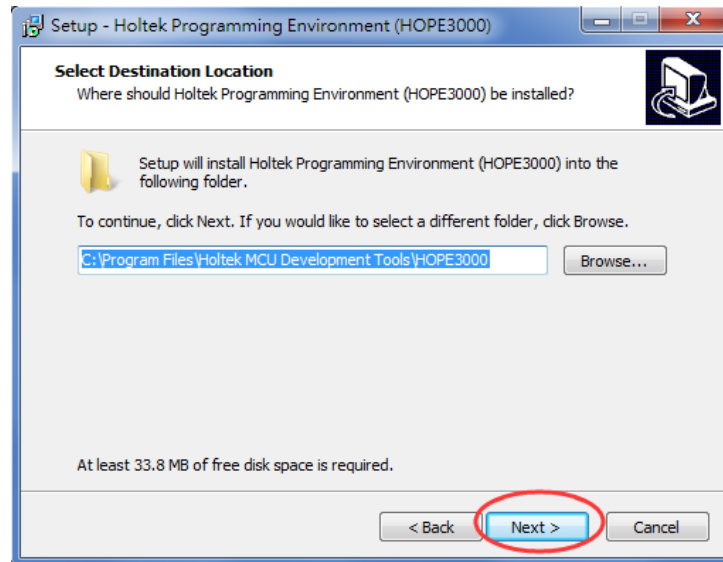 Setup - Holtek Programming Environment (HOPE3000)
Select Destination Location
Where should Holtek Programming Environment (HOPE3000) be installed?
Setup will install Holtek Programming Environment (HOPE3000) into the
following folder.
To continue, click Next. If you would like to select a different folder, click Browse.
C:\Program Files\Holtek MCU Development Tools\HOPE3000
Browse...
At least 33.8 MB of free disk space is required.
< Back
Next >
Cancel